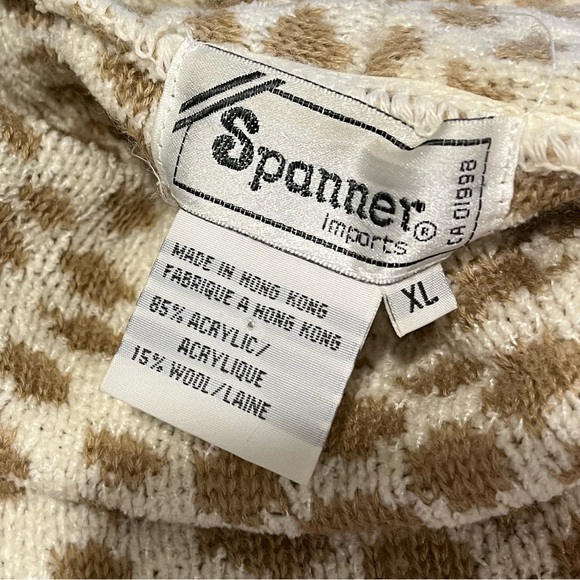 Spanner®
imports
CA 01998
XL
MADE IN HONG KONG
FABRIQUE A HONG KONG
85% ACRYLIC/
ACRYLIQUE
15% WOOL/LAINE